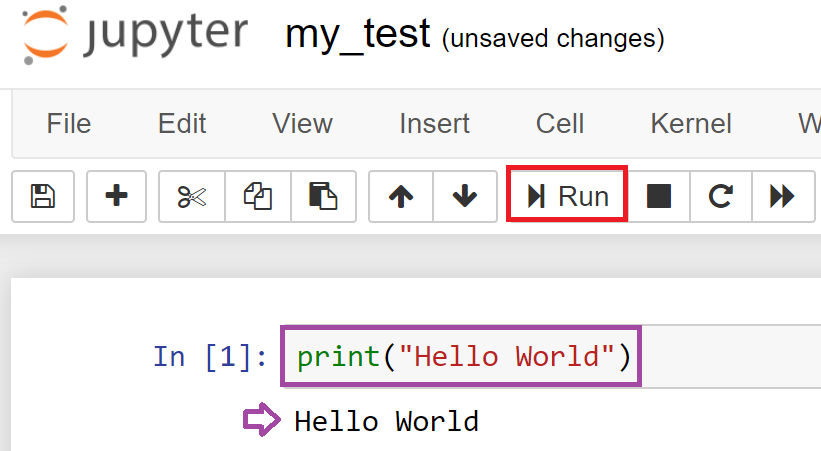 jupyter my_test (unsaved changes)
File Edit View Insert Cell Kernel W
Run
In [1]: print("Hello World")
Hello World